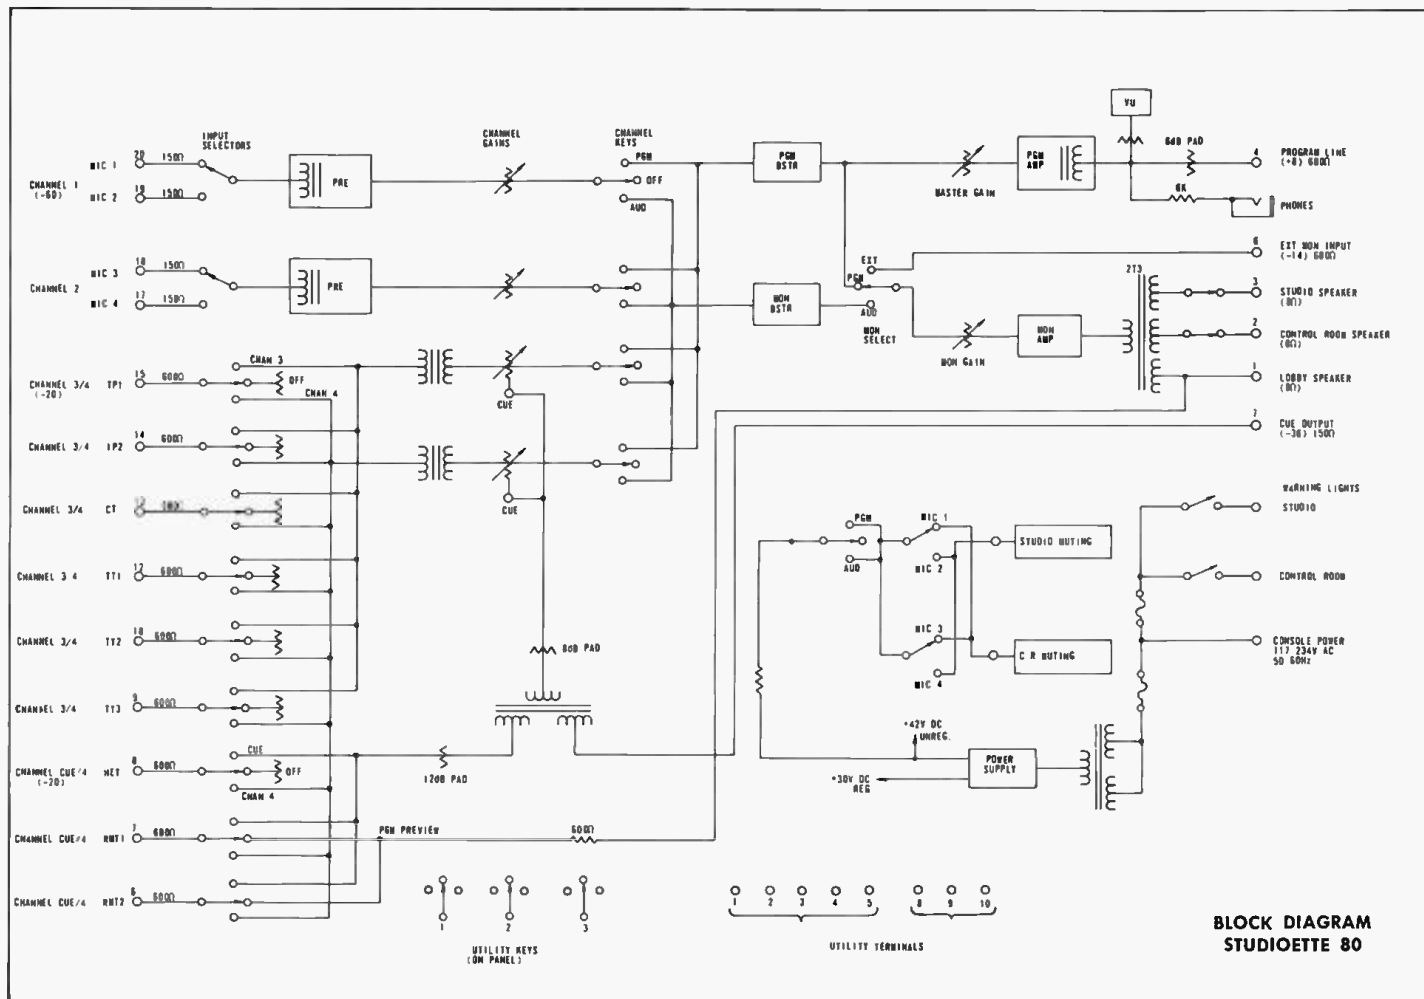 VU
6dB PAD
INPUT
SELECTORS
CHANNEL
GAINS
CHANNEL
KEYS
MIC 1
20
150Ω
PGM
PGM
BSTR
PGM
AMP
4
PROGRAM LINE
(+8) 600Ω
CHANNEL 1
(-60)
PRE
OFF
MASTER GAIN
6K
MIC 2
19
150Ω
AUD
PHONES
EXT
6
EXT MON INPUT
(-14) 600Ω
MIC 3
18
150Ω
PGM
2T3
CHANNEL 2
PRE
3
STUDIO SPEAKER
(8Ω)
MIC 4
17
150Ω
MON
BSTR
AUD
MON
SELECT
MON
AMP
2
CONTROL ROOM SPEAKER
(8Ω)
MON GAIN
CHAN 3
CHANNEL 3/4 TP1
(-20)
15
600Ω
OFF
CHAN 4
CUE
1
LOBBY SPEAKER
(8Ω)
7
CUE OUTPUT
(-36) 150Ω
CHANNEL 3/4
14
600Ω
CUE
WARNING LIGHTS
STUDIO
CHANNEL 3/4 CT
PGM
MIC 1
STUDIO MUTING
AUD
MIC 2
CHANNEL 3 4 TT1
12
600Ω
CONTROL ROOM
CHANNEL 3/4 TT2
10
600Ω
MIC 3
C R MUTING
CONSOLE POWER
117 234V AC
50 60Hz
8dB PAD
MIC 4
CHANNEL 3/4 TT3
9
600Ω
+42V DC
UNREG.
CUE
CHANNEL CUE/4 NET
(-20)
8
600Ω
OFF
CHAN 4
12dB PAD
POWER
SUPPLY
+30V DC
REG
CHANNEL CUE/4 RMT1
7
600Ω
PGM PREVIEW
600Ω
CHANNEL CUE/4 RMT2
6
600Ω
1 2 3
1 2 3 4 5 8 9 10
UTILITY KEYS
(ON PANEL)
UTILITY TERMINALS
BLOCK DIAGRAM
STUDIOETTE 80